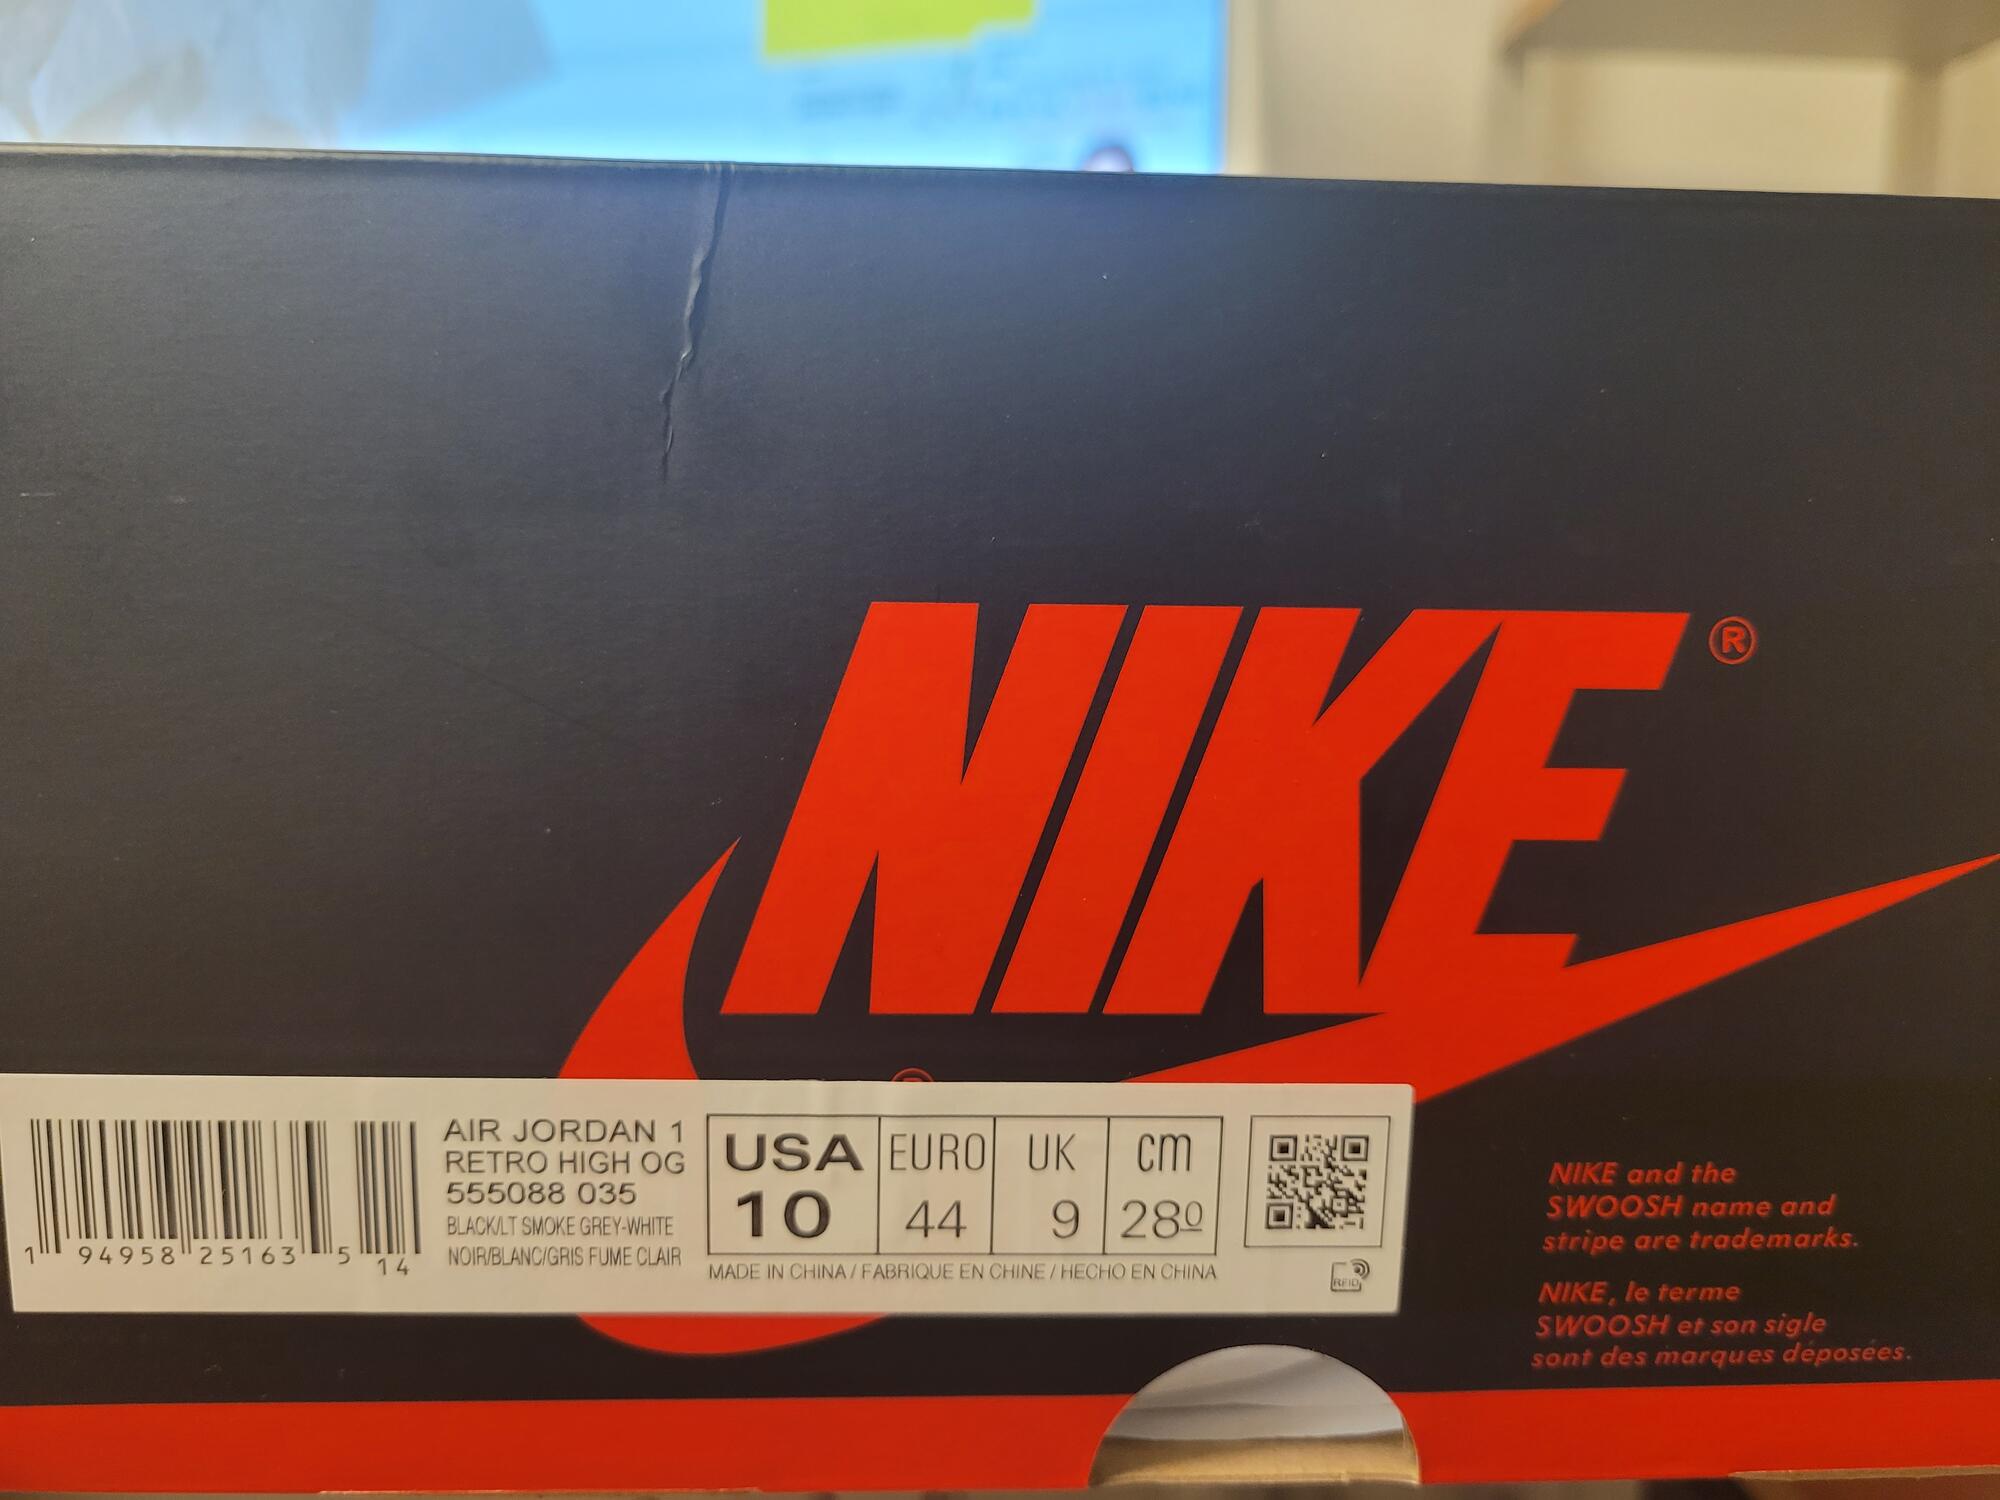 NIKE ®
AIR JORDAN 1
RETRO HIGH OG
555088 035
BLACK/LT SMOKE GREY-WHITE
NOIR/BLANC/GRIS FUME CLAIR
1 94958 25163 5
14
USA EURO UK cm
10 44 9 280
MADE IN CHINA / FABRIQUE EN CHINE / HECHO EN CHINA
RFID
NIKE and the
SWOOSH name and
stripe are trademarks.
NIKE, le terme
SWOOSH et son sigle
sont des marques déposées.